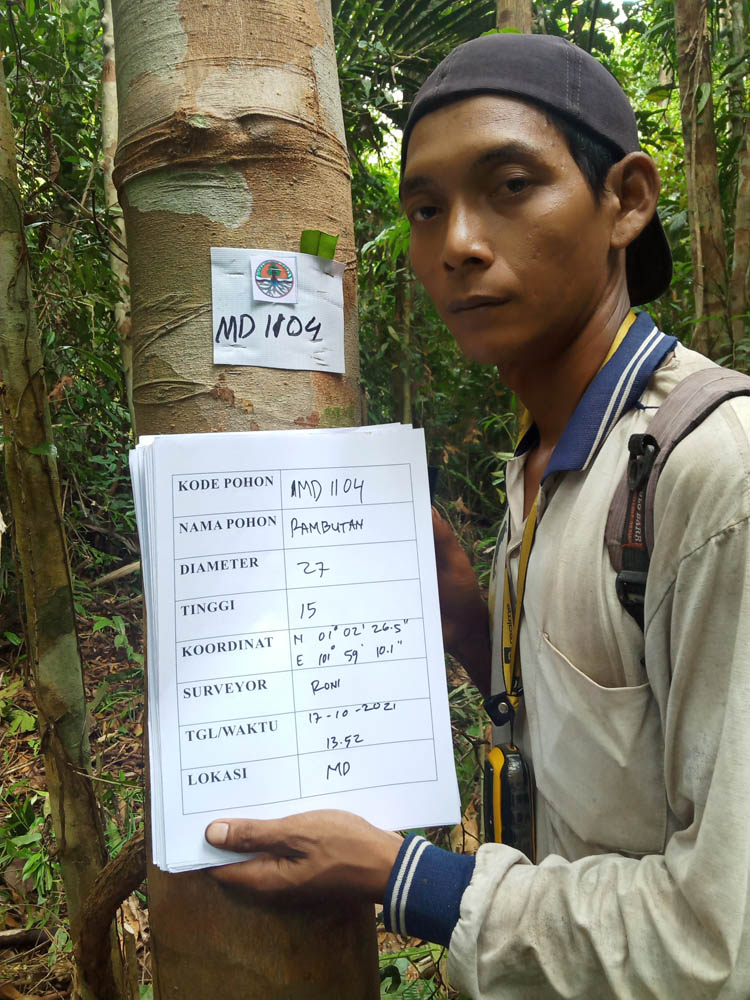 MD 1104
KODE POHON MD 1104
NAMA POHON RAMBUTAN
DIAMETER 27
TINGGI 15
KOORDINAT N 01° 02' 26.5"
E 101° 59' 10.1"
SURVEYOR RONI
TGL/WAKTU 17-10-2021
13.52
LOKASI MD
realme